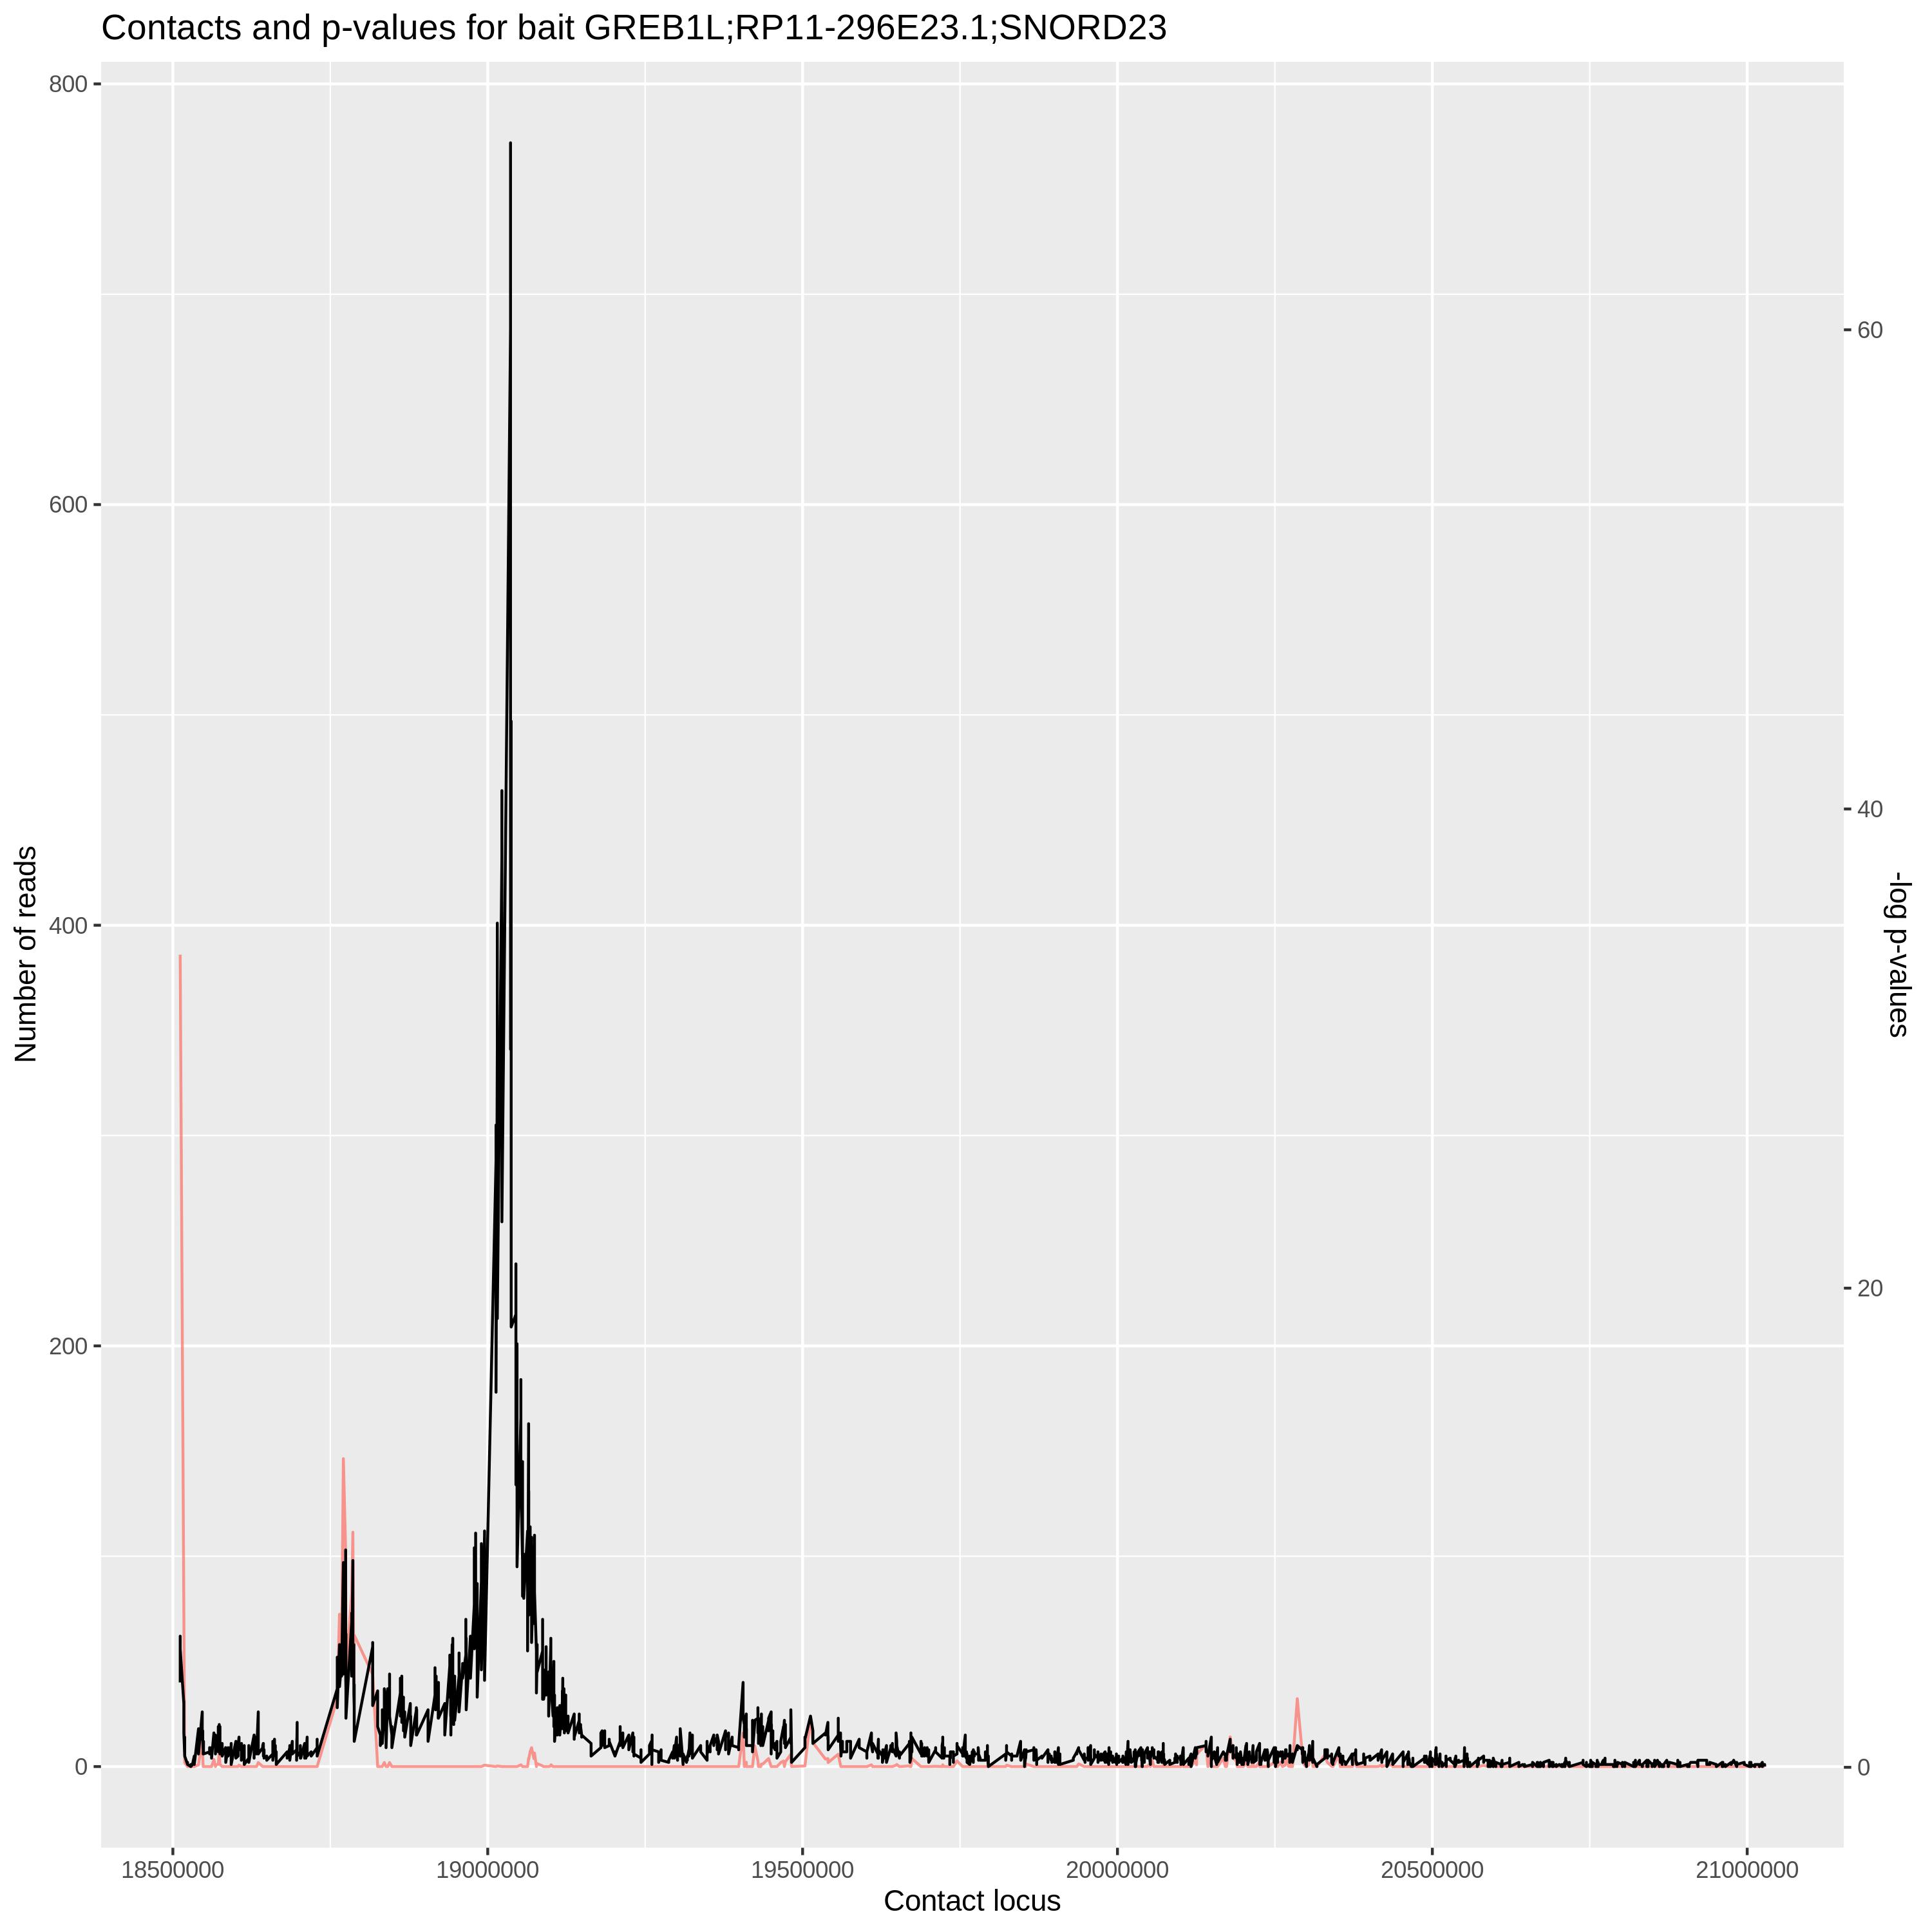 Contacts and p-values for bait GREB1L;RP11-296E23.1;SNORD23
800
600
400
200
0
Number of reads
60
40
20
0
-log p-values
18500000 19000000 19500000 20000000 20500000 21000000
Contact locus